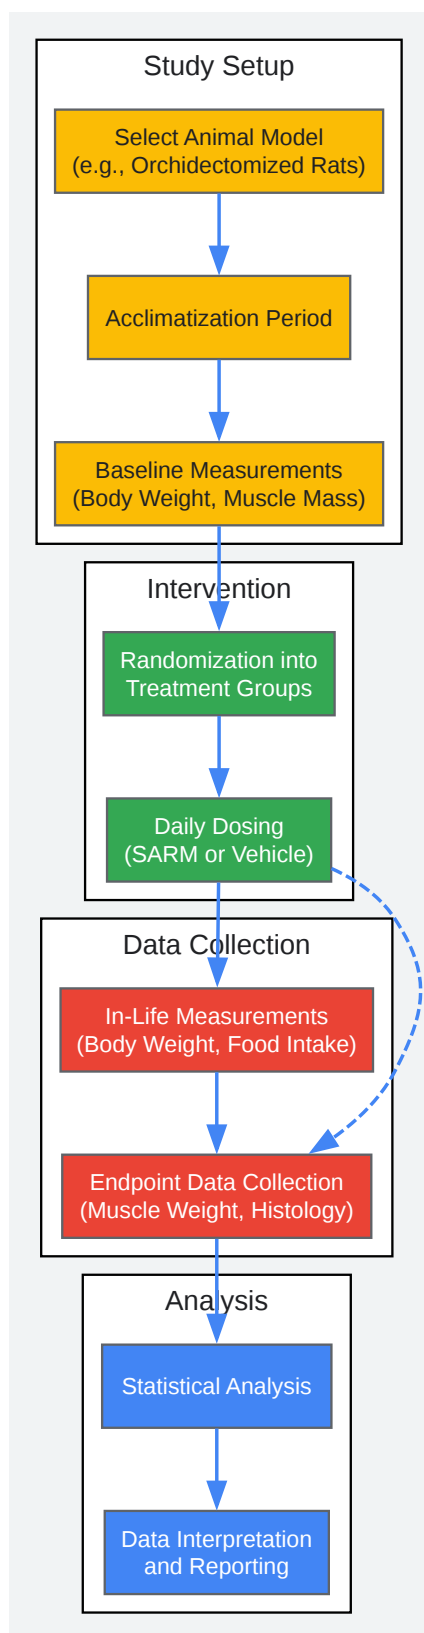 Study Setup
Select Animal Model
(e.g., Orchidectomized Rats)
Acclimatization Period
Baseline Measurements
(Body Weight, Muscle Mass)
Intervention
Randomization into
Treatment Groups
Daily Dosing
(SARM or Vehicle)
Data Collection
In-Life Measurements
(Body Weight, Food Intake)
Endpoint Data Collection
(Muscle Weight, Histology)
Analysis
Statistical Analysis
Data Interpretation
and Reporting